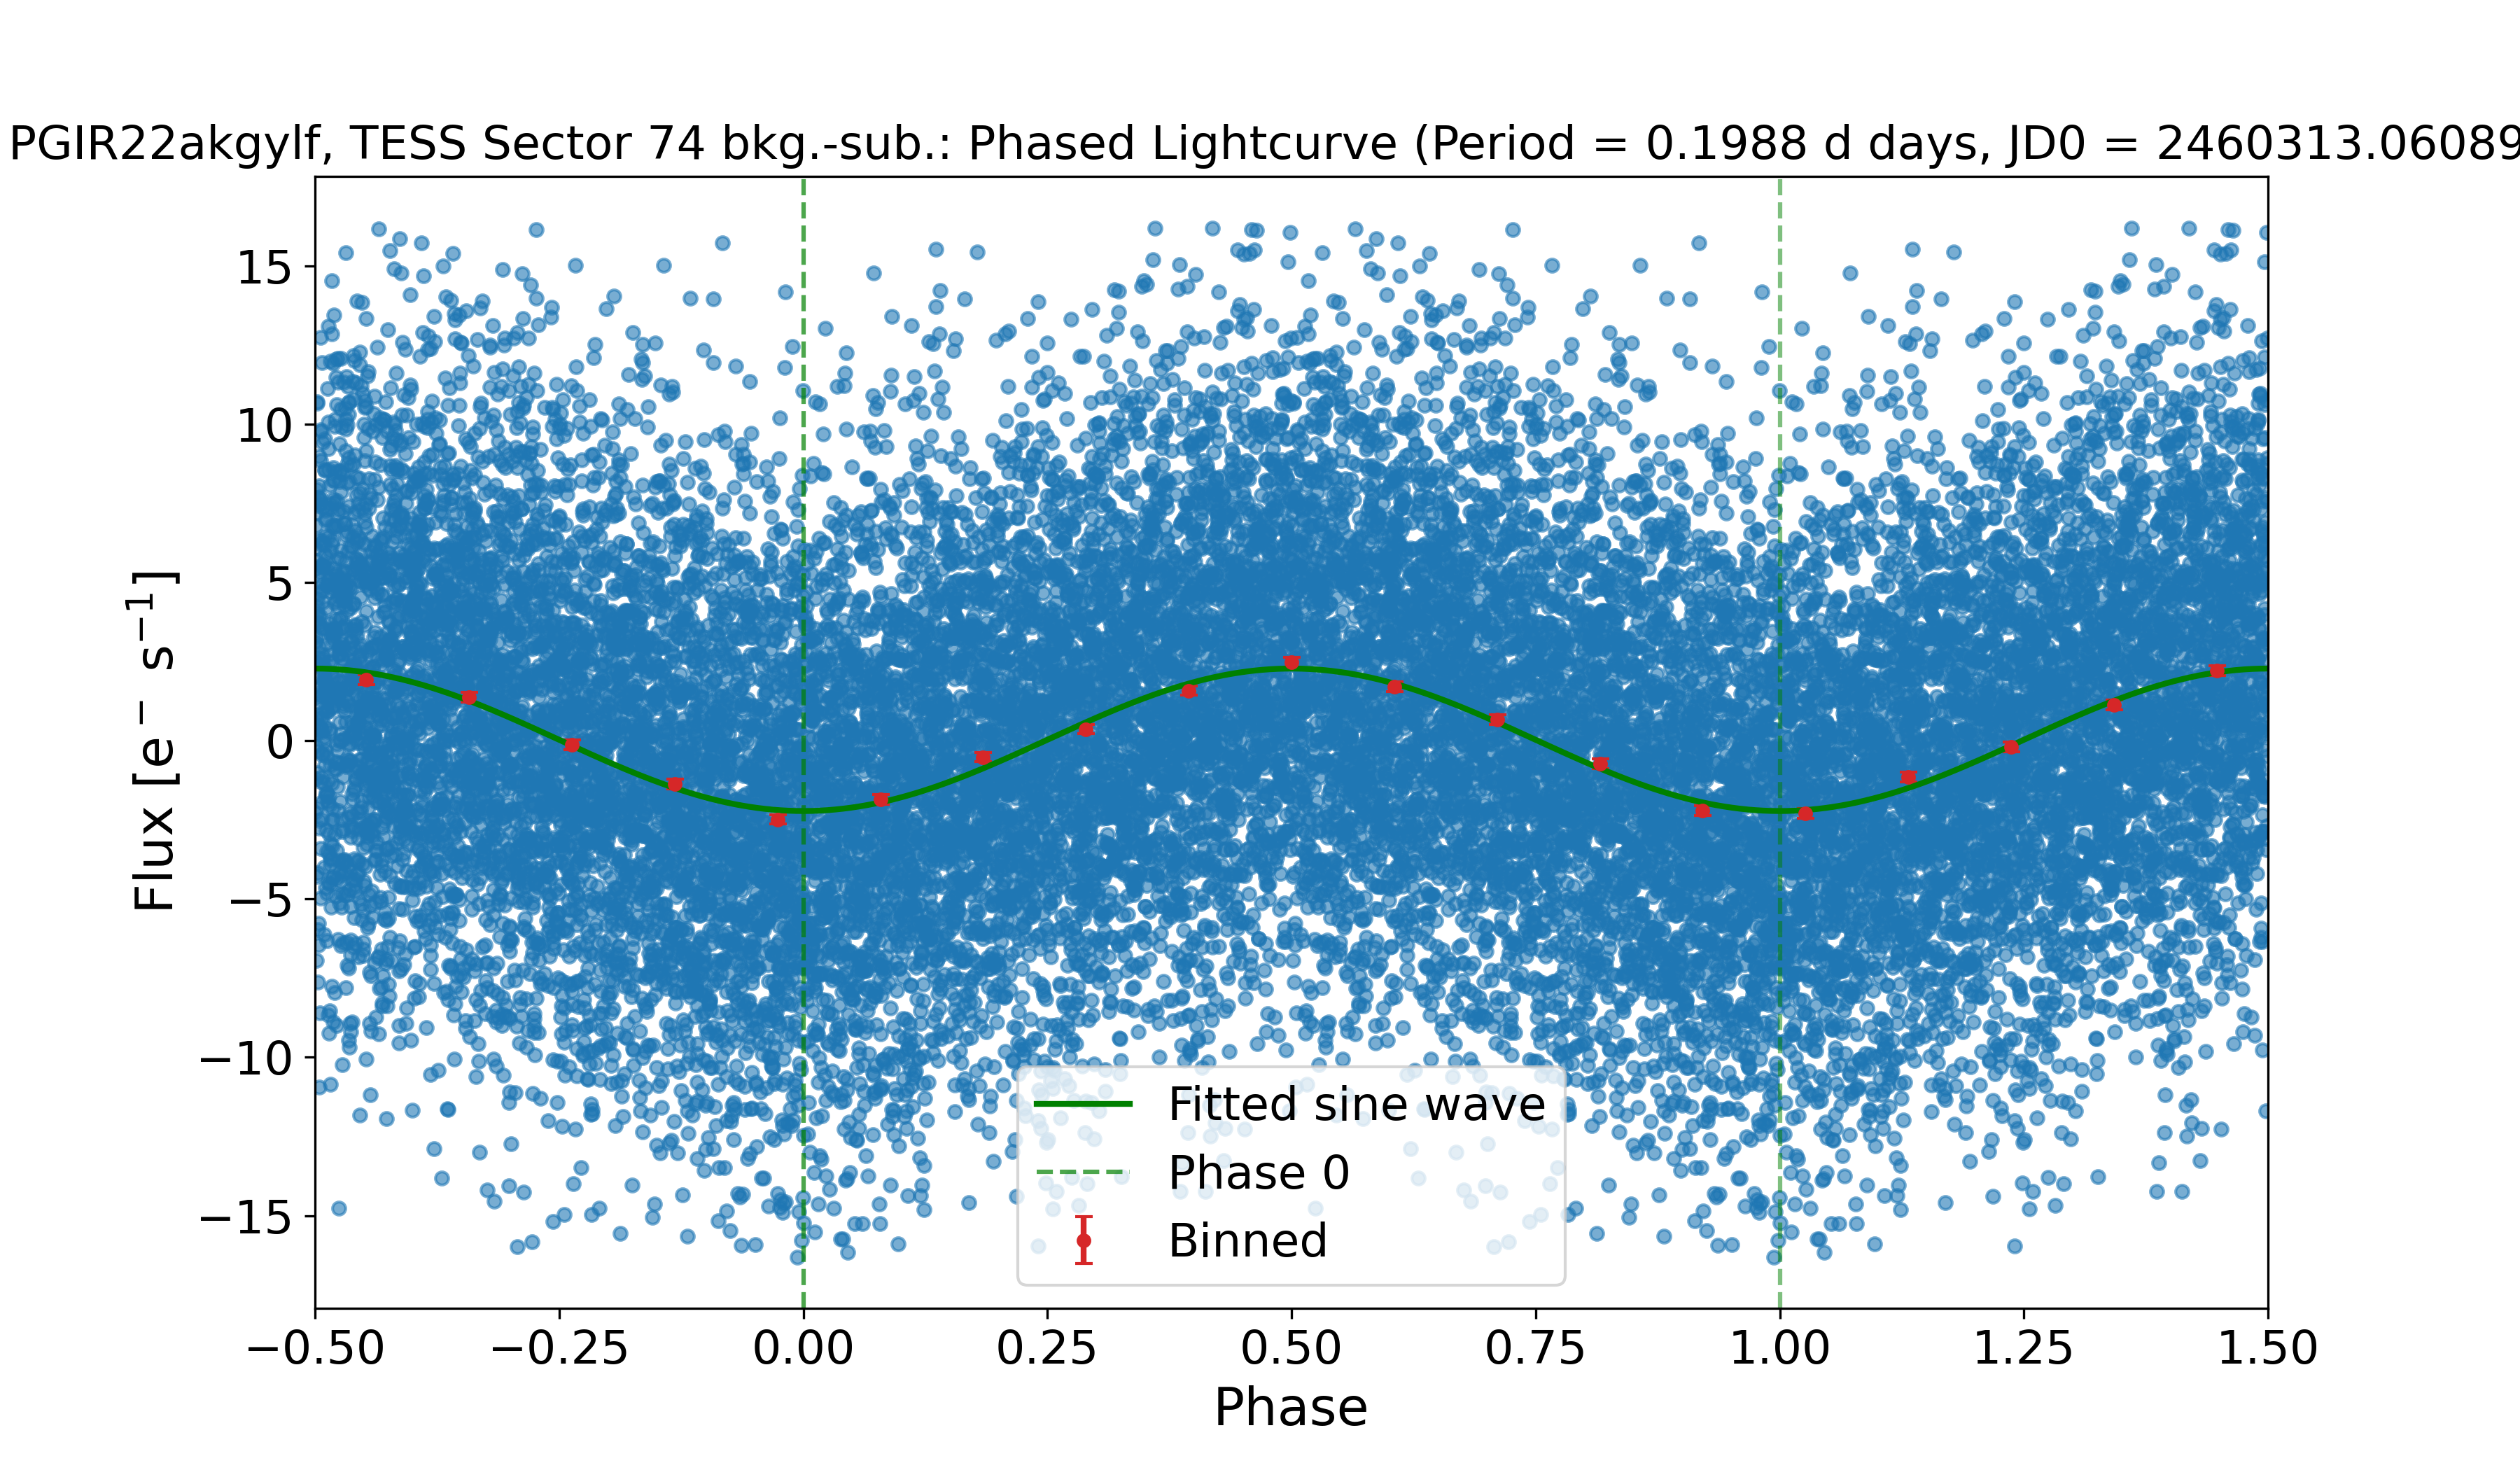 PGIR22akgylf, TESS Sector 74 bkg.-sub.: Phased Lightcurve (Period = 0.1988 d days, JD0 = 2460313.06089
Flux [e⁻ s⁻¹]
15
10
5
0
−5
−10
−15
Fitted sine wave
Phase 0
Binned
−0.50 −0.25 0.00 0.25 0.50 0.75 1.00 1.25 1.50
Phase